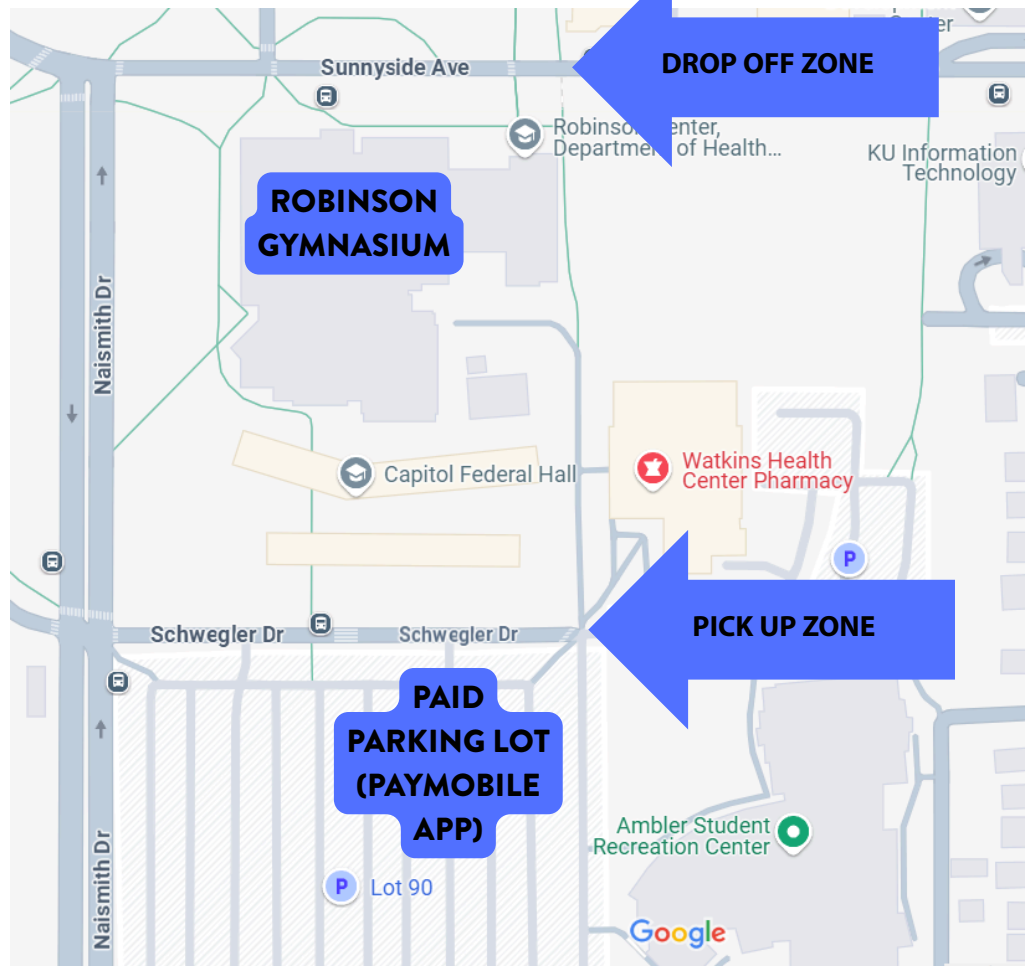 er
Sunnyside Ave
DROP OFF ZONE
Robinson Center,
Department of Health...
KU Information
Technology
ROBINSON
GYMNASIUM
Naismith Dr
Capitol Federal Hall
Watkins Health
Center Pharmacy
P
Schwegler Dr
Schwegler Dr
PICK UP ZONE
PAID
PARKING LOT
(PAYMOBILE
APP)
Ambler Student
Recreation Center
Naismith Dr
P
Lot 90
Google